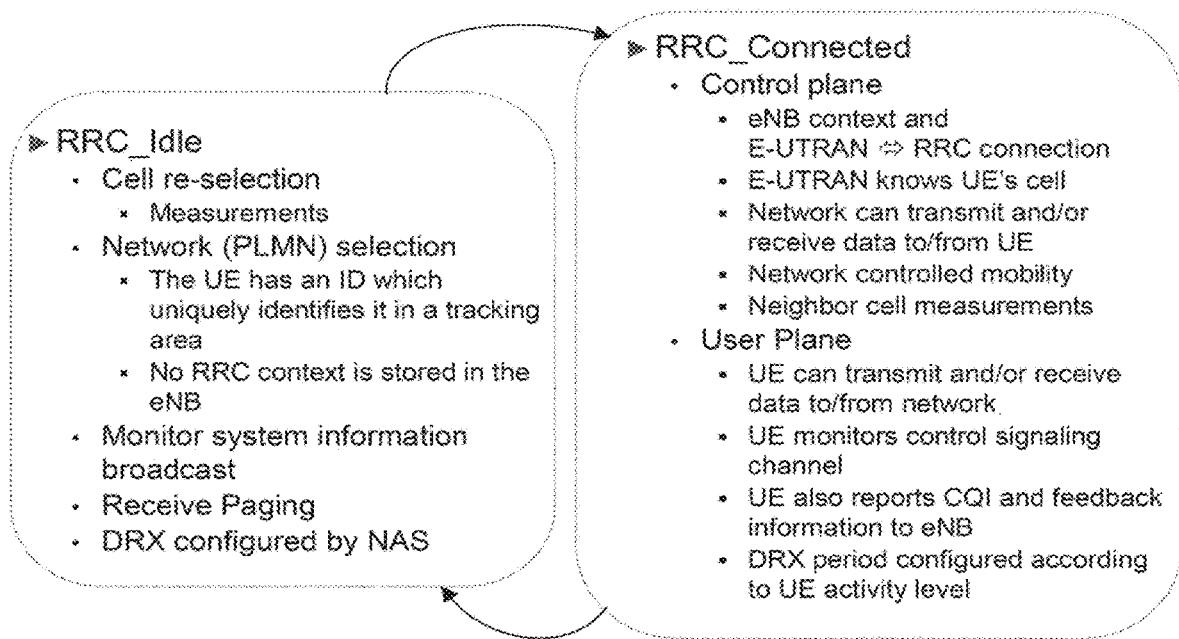 ► RRC_Idle
• Cell re-selection
× Measurements
• Network (PLMN) selection
• The UE has an ID which
uniquely identifies it in a tracking
area
× No RRC context is stored in the
eNB
• Monitor system information
broadcast
• Receive Paging
• DRX configured by NAS
► RRC_Connected
• Control plane
• eNB context and
E-UTRAN ⇔ RRC connection
• E-UTRAN knows UE's cell
• Network can transmit and/or
receive data to/from UE
• Network controlled mobility
• Neighbor cell measurements
• User Plane
• UE can transmit and/or receive
data to/from network
• UE monitors control signaling
channel
• UE also reports CQI and feedback
information to eNB
• DRX period configured according
to UE activity level